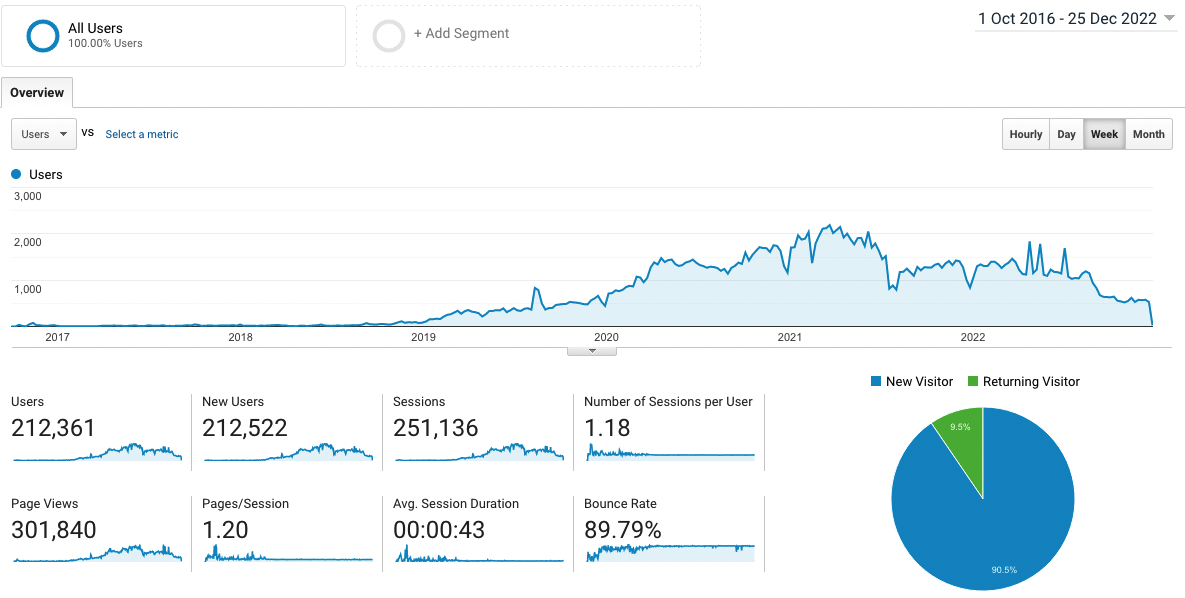 All Users
100.00% Users
+ Add Segment
1 Oct 2016 - 25 Dec 2022
Overview
Users
VS
Select a metric
Hourly
Day
Week
Month
Users
3,000
2,000
1,000
2017
2018
2019
2020
2021
2022
New Visitor
Returning Visitor
Users
212,361
New Users
212,522
Sessions
251,136
Number of Sessions per User
1.18
Page Views
301,840
Pages/Session
1.20
Avg. Session Duration
00:00:43
Bounce Rate
89.79%
9.5%
90.5%